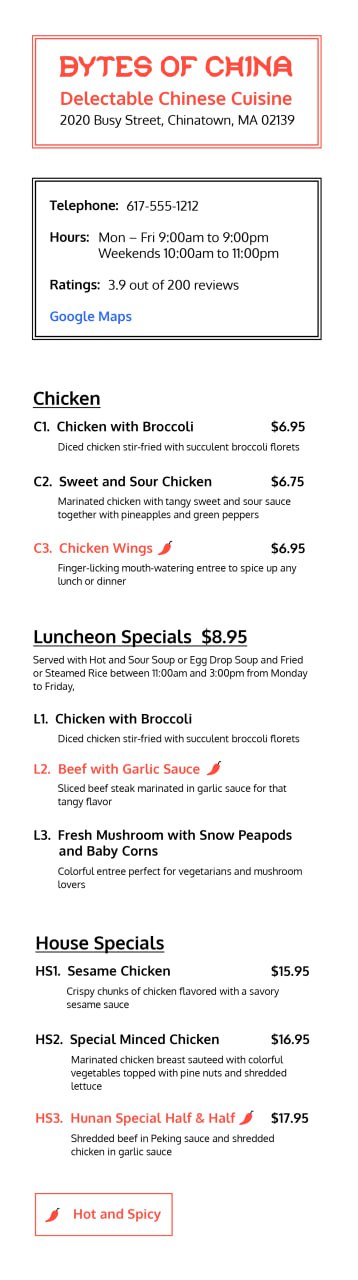 BYTES OF CHINA
Delectable Chinese Cuisine
2020 Busy Street, Chinatown, MA 02139
Telephone: 617-555-1212
Hours: Mon – Fri 9:00am to 9:00pm
Weekends 10:00am to 11:00pm
Ratings: 3.9 out of 200 reviews
Google Maps
Chicken
C1. Chicken with Broccoli $6.95
Diced chicken stir-fried with succulent broccoli florets
C2. Sweet and Sour Chicken $6.75
Marinated chicken with tangy sweet and sour sauce
together with pineapples and green peppers
C3. Chicken Wings $6.95
Finger-licking mouth-watering entree to spice up any
lunch or dinner
Luncheon Specials $8.95
Served with Hot and Sour Soup or Egg Drop Soup and Fried
or Steamed Rice between 11:00am and 3:00pm from Monday
to Friday,
L1. Chicken with Broccoli
Diced chicken stir-fried with succulent broccoli florets
L2. Beef with Garlic Sauce
Sliced beef steak marinated in garlic sauce for that
tangy flavor
L3. Fresh Mushroom with Snow Peapods
and Baby Corns
Colorful entree perfect for vegetarians and mushroom
lovers
House Specials
HS1. Sesame Chicken $15.95
Crispy chunks of chicken flavored with a savory
sesame sauce
HS2. Special Minced Chicken $16.95
Marinated chicken breast sauteed with colorful
vegetables topped with pine nuts and shredded
lettuce
HS3. Hunan Special Half & Half $17.95
Shredded beef in Peking sauce and shredded
chicken in garlic sauce
Hot and Spicy